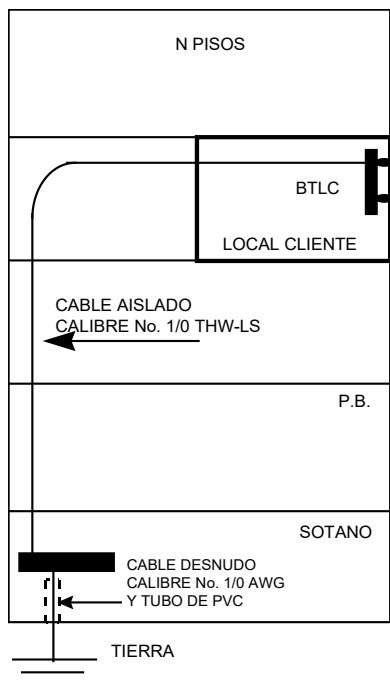 N PISOS
BTLC
LOCAL CLIENTE
CABLE AISLADO
CALIBRE No. 1/0 THW-LS
P.B.
SOTANO
CABLE DESNUDO
CALIBRE No. 1/0 AWG
Y TUBO DE PVC
TIERRA